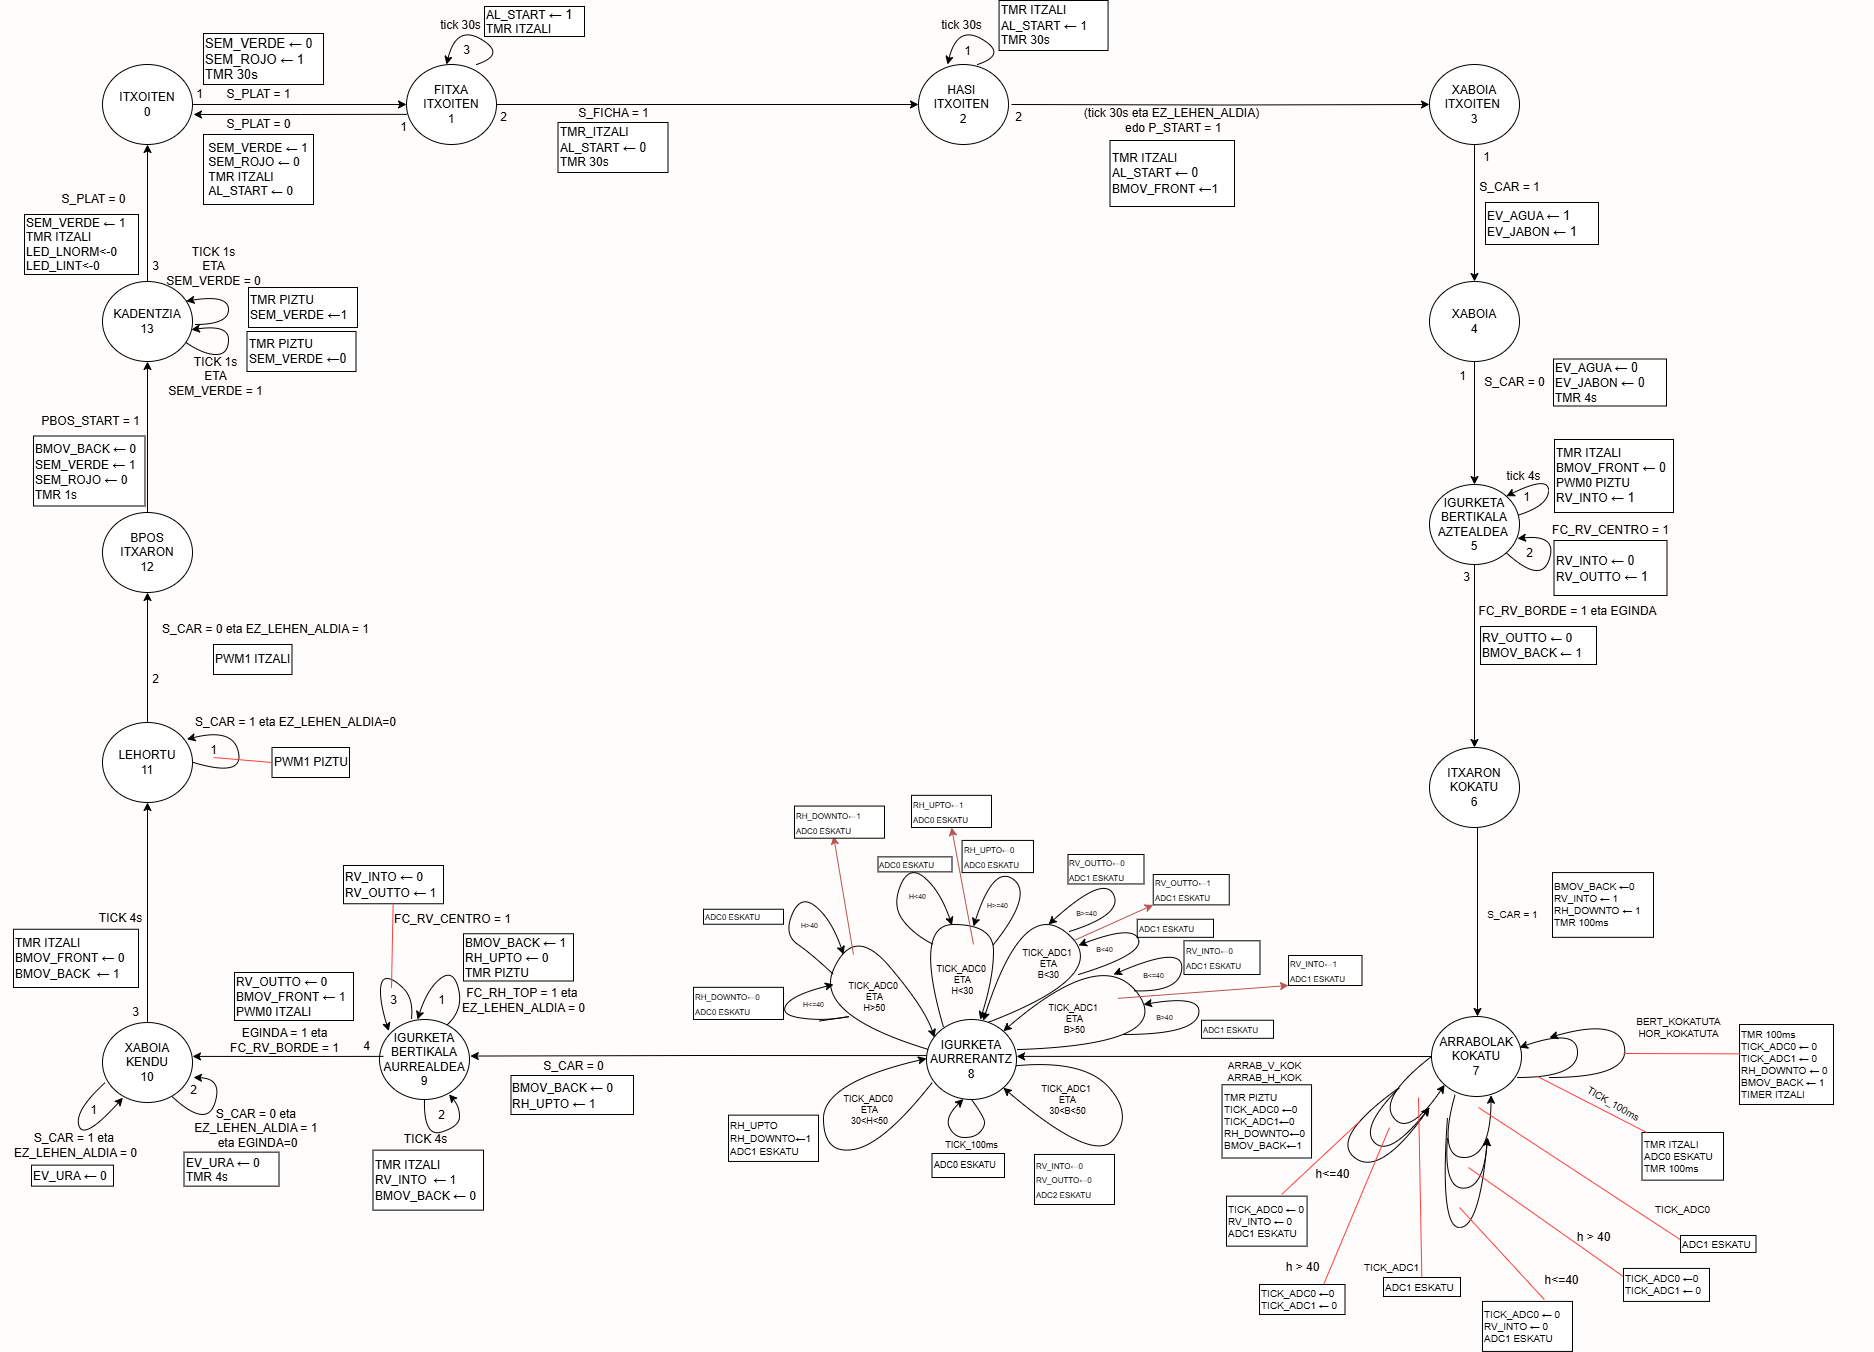 SEM_VERDE ← 0
SEM_ROJO ← 1
TMR 30s
ITXOITEN
0
1
S_PLAT = 1
S_PLAT = 0
1
SEM_VERDE ← 1
SEM_ROJO ← 0
TMR ITZALI
AL_START ← 0
tick 30s
AL_START ← 1
TMR ITZALI
3
FITXA
ITXOITEN
1
2
S_FICHA = 1
TMR_ITZALI
AL_START ← 0
TMR 30s
tick 30s
TMR ITZALI
AL_START ← 1
TMR 30s
1
HASI
ITXOITEN
2
2
(tick 30s eta EZ_LEHEN_ALDIA)
edo P_START = 1
TMR ITZALI
AL_START ← 0
BMOV_FRONT ←1
XABOIA
ITXOITEN
3
1
S_CAR = 1
EV_AGUA ← 1
EV_JABON ← 1
XABOIA
4
1
S_CAR = 0
EV_AGUA ← 0
EV_JABON ← 0
TMR 4s
TMR ITZALI
BMOV_FRONT ← 0
PWM0 PIZTU
RV_INTO ← 1
tick 4s
1
IGURKETA
BERTIKALA
AZTEALDEA
5
FC_RV_CENTRO = 1
2
RV_INTO ← 0
RV_OUTTO ← 1
3
FC_RV_BORDE = 1 eta EGINDA
RV_OUTTO ← 0
BMOV_BACK ← 1
ITXARON
KOKATU
6
S_CAR = 1
BMOV_BACK ←0
RV_INTO ← 1
RH_DOWNTO ← 1
TMR 100ms
ARRABOLAK
KOKATU
7
BERT_KOKATUTA
HOR_KOKATUTA
TMR 100ms
TICK_ADC0 ← 0
TICK_ADC1 ← 0
RH_DOWNTO ← 0
BMOV_BACK ← 1
TIMER ITZALI
TICK_100ms
TMR ITZALI
ADC0 ESKATU
TMR 100ms
TICK_ADC0
ADC1 ESKATU
h > 40
TICK_ADC0 ←0
TICK_ADC1 ← 0
h<=40
TICK_ADC0 ← 0
RV_INTO ← 0
ADC1 ESKATU
TICK_ADC1
ADC1 ESKATU
h > 40
TICK_ADC0 ←0
TICK_ADC1 ← 0
h<=40
TICK_ADC0 ← 0
RV_INTO ← 0
ADC1 ESKATU
ARRAB_V_KOK
ARRAB_H_KOK
TMR PIZTU
TICK_ADC0 ←0
TICK_ADC1←0
RH_DOWNTO←0
BMOV_BACK←1
IGURKETA
AURRERANTZ
8
TICK_ADC1
ETA
30<B<50
RV_INTO←0
RV_OUTTO←0
ADC2 ESKATU
TICK_100ms
ADC0 ESKATU
TICK_ADC0
ETA
30<H<50
RH_UPTO
RH_DOWNTO←1
ADC1 ESKATU
TICK_ADC0
ETA
H>50
RH_DOWNTO←1
ADC0 ESKATU
H>40
ADC0 ESKATU
H<=40
RH_DOWNTO←0
ADC0 ESKATU
TICK_ADC0
ETA
H<30
RH_UPTO←1
ADC0 ESKATU
H<40
ADC0 ESKATU
H>=40
RH_UPTO←0
ADC0 ESKATU
TICK_ADC1
ETA
B<30
RV_OUTTO←0
ADC1 ESKATU
B>=40
RV_OUTTO←1
ADC1 ESKATU
B<40
ADC1 ESKATU
TICK_ADC1
ETA
B>50
B<=40
RV_INTO←0
ADC1 ESKATU
RV_INTO←1
ADC1 ESKATU
B>40
ADC1 ESKATU
S_CAR = 0
BMOV_BACK ← 0
RH_UPTO ← 1
IGURKETA
BERTIKALA
AURREALDEA
9
RV_INTO ← 0
RV_OUTTO ← 1
FC_RV_CENTRO = 1
3
BMOV_BACK ← 1
RH_UPTO ← 0
TMR PIZTU
1
FC_RH_TOP = 1 eta
EZ_LEHEN_ALDIA = 0
2
TICK 4s
TMR ITZALI
RV_INTO ← 1
BMOV_BACK ← 0
4
RV_OUTTO ← 0
BMOV_FRONT ← 1
PWM0 ITZALI
EGINDA = 1 eta
FC_RV_BORDE = 1
XABOIA
KENDU
10
1
S_CAR = 1 eta
EZ_LEHEN_ALDIA = 0
EV_URA ← 0
2
S_CAR = 0 eta
EZ_LEHEN_ALDIA = 1
eta EGINDA=0
EV_URA ← 0
TMR 4s
3
TICK 4s
TMR ITZALI
BMOV_FRONT ← 0
BMOV_BACK ← 1
LEHORTU
11
S_CAR = 1 eta EZ_LEHEN_ALDIA=0
1
PWM1 PIZTU
2
S_CAR = 0 eta EZ_LEHEN_ALDIA = 1
PWM1 ITZALI
BPOS
ITXARON
12
PBOS_START = 1
BMOV_BACK ← 0
SEM_VERDE ← 1
SEM_ROJO ← 0
TMR 1s
KADENTZIA
13
TICK 1s
ETA
SEM_VERDE = 0
TMR PIZTU
SEM_VERDE ←1
TICK 1s
ETA
SEM_VERDE = 1
TMR PIZTU
SEM_VERDE ←0
3
S_PLAT = 0
SEM_VERDE ← 1
TMR ITZALI
LED_LNORM<-0
LED_LINT<-0